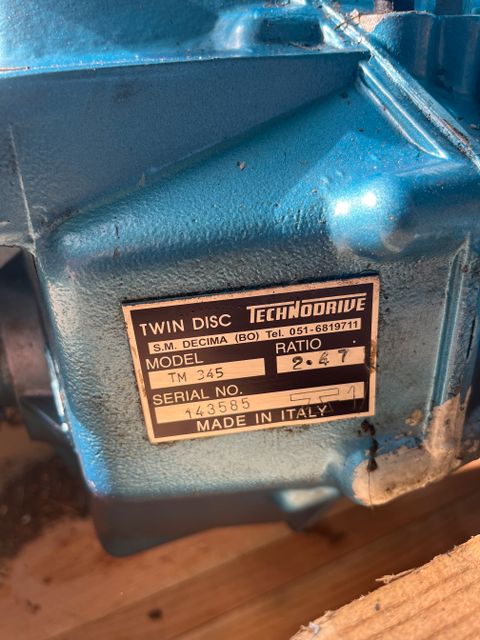 TWIN DISC TECHNODRIVE
S.M. DECIMA (BO) Tel. 051-6819711
MODEL RATIO
TM 345 2.47
SERIAL NO.
143585
MADE IN ITALY